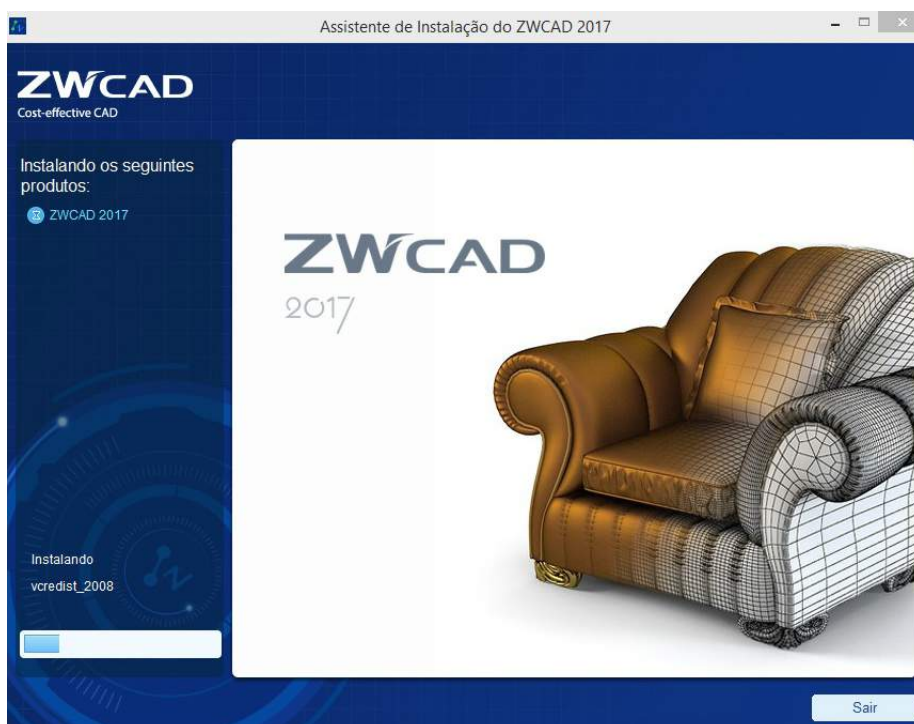 Assistente de Instalação do ZWCAD 2017
ZWCAD
Cost-effective CAD
Instalando os seguintes
produtos:
ZWCAD 2017
ZWCAD
2017
Instalando
vcredist_2008
Sair